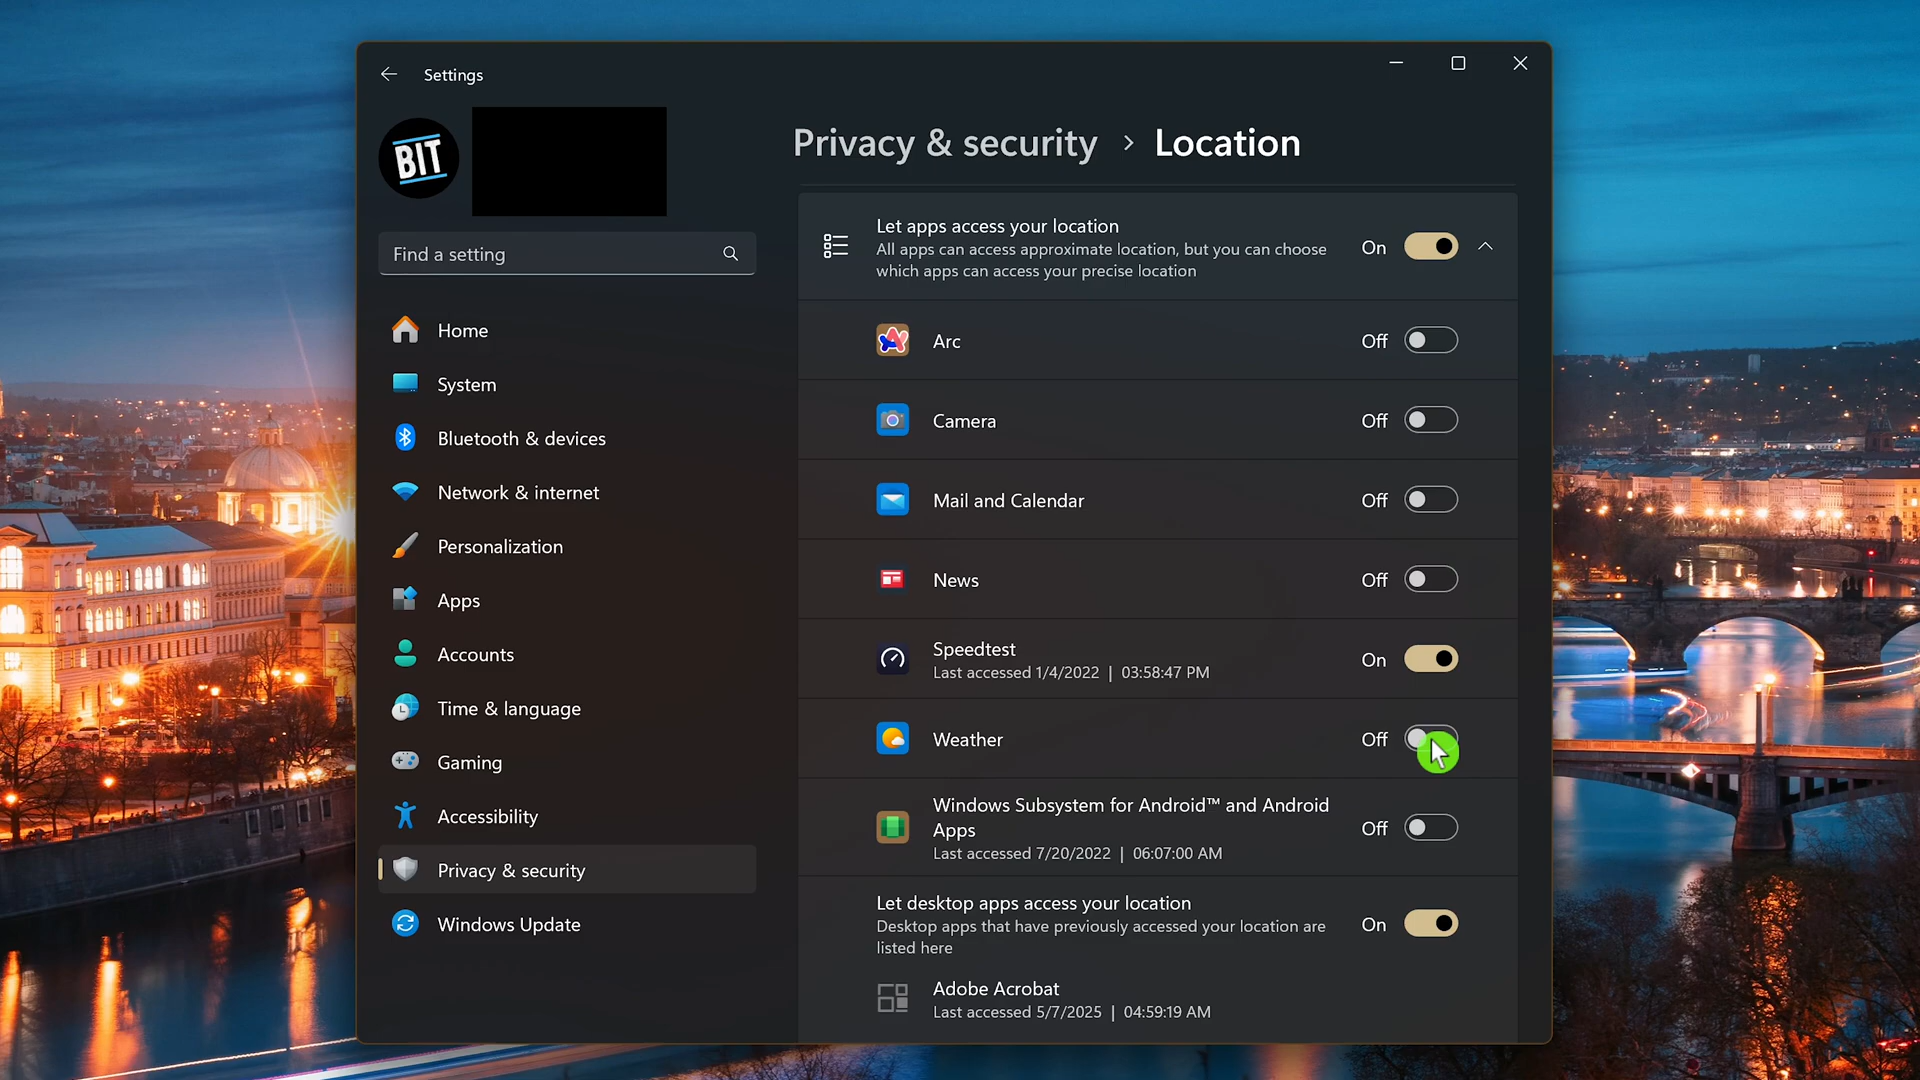 Settings
BIT
Find a setting
Home
System
Bluetooth & devices
Network & internet
Personalization
Apps
Accounts
Time & language
Gaming
Accessibility
Privacy & security
Windows Update
Privacy & security > Location
Let apps access your location
All apps can access approximate location, but you can choose
which apps can access your precise location
On
Arc
Off
Camera
Off
Mail and Calendar
Off
News
Off
Speedtest
Last accessed 1/4/2022 | 03:58:47 PM
On
Weather
Off
Windows Subsystem for Android™ and Android
Apps
Last accessed 7/20/2022 | 06:07:00 AM
Off
Let desktop apps access your location
Desktop apps that have previously accessed your location are
listed here
On
Adobe Acrobat
Last accessed 5/7/2025 | 04:59:19 AM